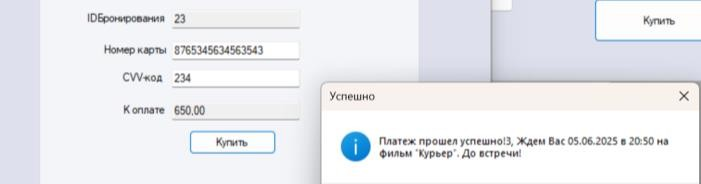 IDБронирования 23
Купить
Номер карты 8765345634563543
CVV-код 234
К оплате 650,00
Купить
Успешно
Платеж прошел успешно!3, Ждем Вас 05.06.2025 в 20:50 на
фильм "Курьер". До встречи!